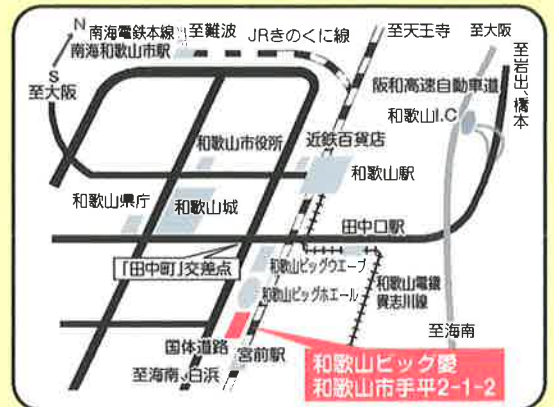 N
S
南海電鉄本線
至難波
南海和歌山市駅
JRきのくに線
至天王寺
至大阪
至岩出、橋本
至大阪
阪和高速自動車道
和歌山I.C
和歌山市役所
近鉄百貨店
和歌山駅
和歌山県庁
和歌山城
田中口駅
「田中町」交差点
和歌山ビッグウエーブ
和歌山ビッグホエール
和歌山電鐵
貴志川線
国体道路
宮前駅
至海南、白浜
至海南
和歌山ビッグ愛
和歌山市手平2-1-2